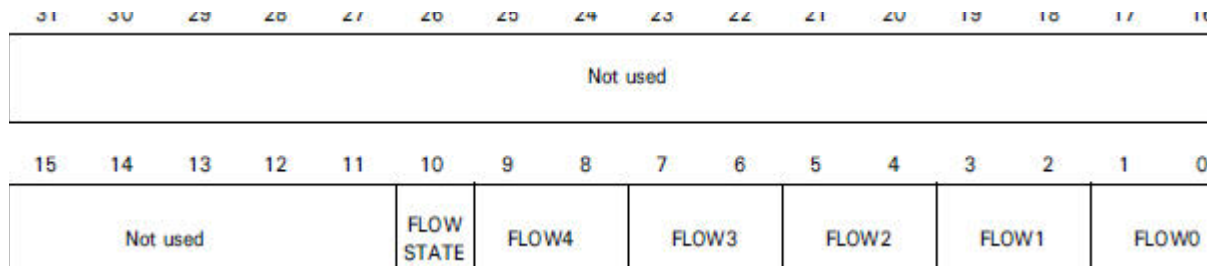 31 30 29 28 27 26 25 24 23 22 21 20 19 18 17 16
Not used
15 14 13 12 11 10 9 8 7 6 5 4 3 2 1 0
Not used FLOW STATE FLOW4 FLOW3 FLOW2 FLOW1 FLOW0